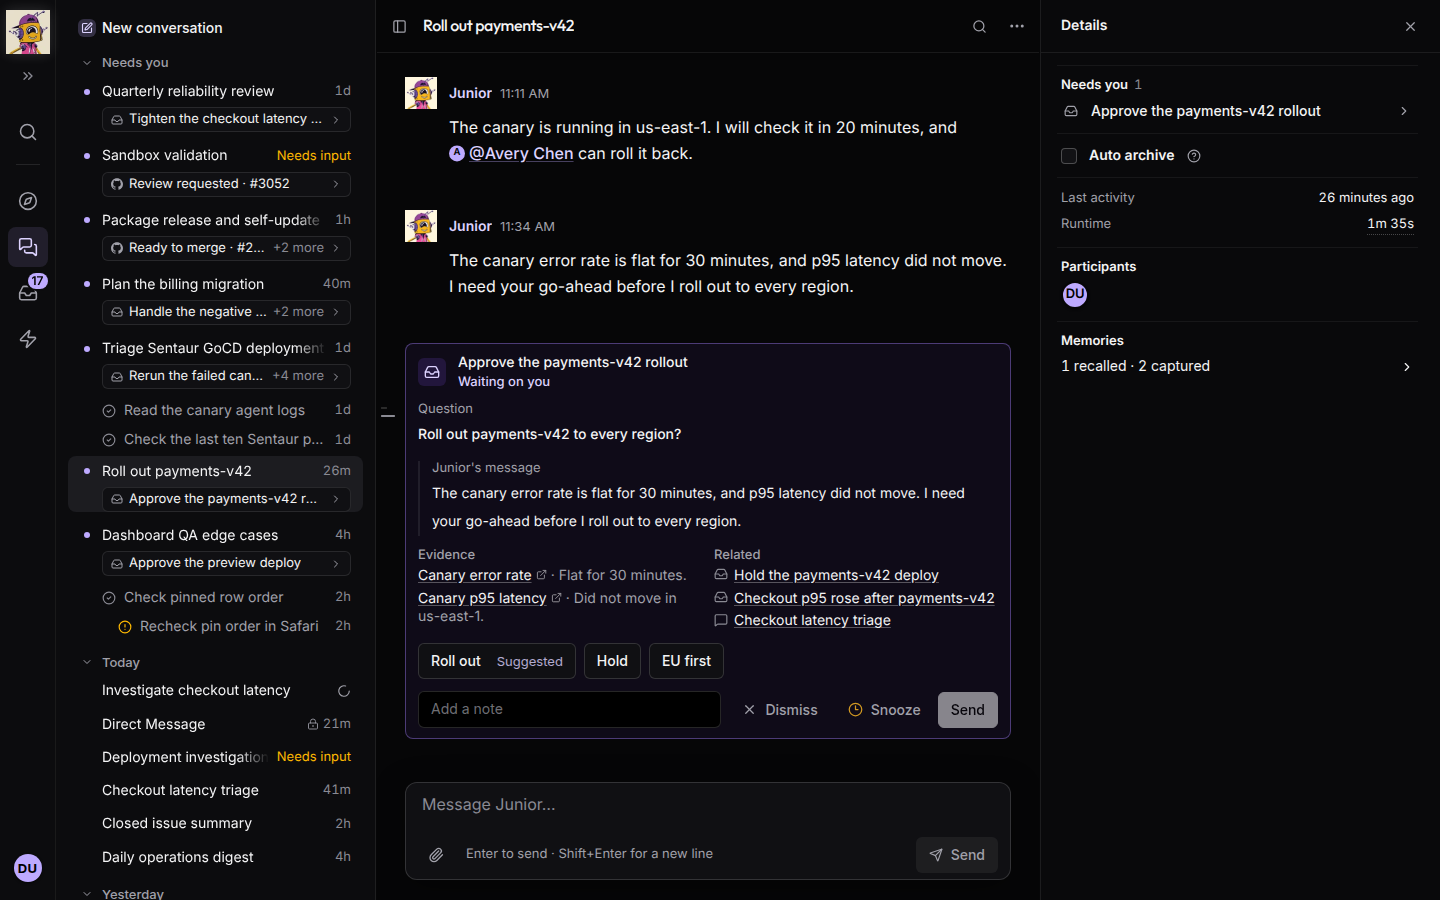 New conversation
Needs you
Quarterly reliability review 1d
Tighten the checkout latency ...
Sandbox validation Needs input
Review requested · #3052
Package release and self-update 1h
Ready to merge · #2... +2 more
Plan the billing migration 40m
Handle the negative ... +2 more
Triage Sentaur GoCD deployment 1d
Rerun the failed can... +4 more
Read the canary agent logs 1d
Check the last ten Sentaur p... 1d
Roll out payments-v42 26m
Approve the payments-v42 r...
Dashboard QA edge cases 4h
Approve the preview deploy
Check pinned row order 2h
Recheck pin order in Safari 2h
Today
Investigate checkout latency
Direct Message 21m
Deployment investigation Needs input
Checkout latency triage 41m
Closed issue summary 2h
Daily operations digest 4h
Yesterday
17
DU
Roll out payments-v42
Junior 11:11 AM
The canary is running in us-east-1. I will check it in 20 minutes, and
A @Avery Chen can roll it back.
Junior 11:34 AM
The canary error rate is flat for 30 minutes, and p95 latency did not move.
I need your go-ahead before I roll out to every region.
Approve the payments-v42 rollout
Waiting on you
Question
Roll out payments-v42 to every region?
Junior's message
The canary error rate is flat for 30 minutes, and p95 latency did not move. I need
your go-ahead before I roll out to every region.
Evidence
Canary error rate · Flat for 30 minutes.
Canary p95 latency · Did not move in
us-east-1.
Related
Hold the payments-v42 deploy
Checkout p95 rose after payments-v42
Checkout latency triage
Roll out Suggested Hold EU first
Add a note Dismiss Snooze Send
Message Junior...
Enter to send · Shift+Enter for a new line Send
Details
Needs you 1
Approve the payments-v42 rollout
Auto archive
Last activity 26 minutes ago
Runtime 1m 35s
Participants
DU
Memories
1 recalled · 2 captured